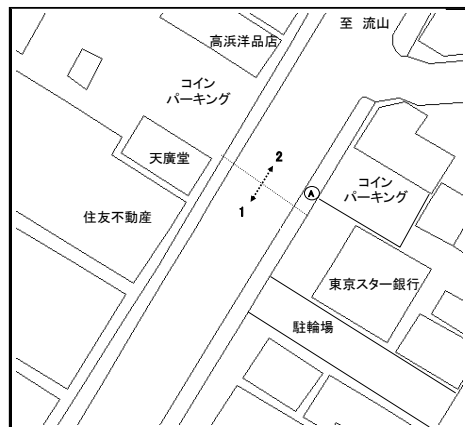 至 流山
高浜洋品店
コイン
パーキング
天廣堂
2
1
A
コイン
パーキング
住友不動産
東京スター銀行
駐輪場